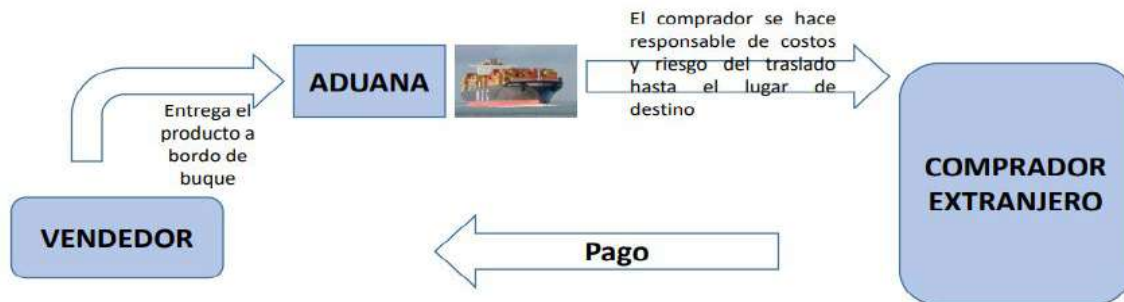 El comprador se hace
responsable de costos
y riesgo del traslado
hasta el lugar de
destino
ADUANA
Entrega el
producto a
bordo de
buque
VENDEDOR
COMPRADOR
EXTRANJERO
Pago